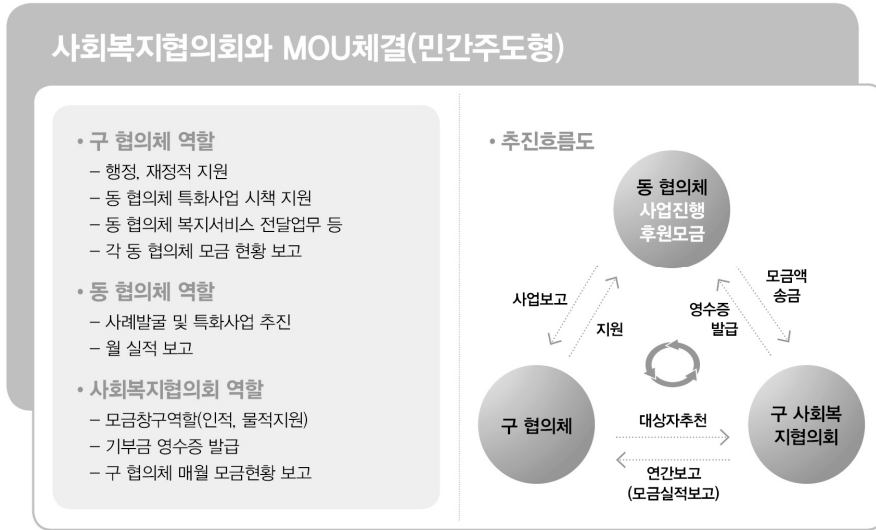 사회복지협의회와 MOU체결(민간주도형)
• 구 협의체 역할
– 행정, 재정적 지원
– 동 협의체 특화사업 시책 지원
– 동 협의체 복지서비스 전달업무 등
– 각 동 협의체 모금 현황 보고
• 동 협의체 역할
– 사례발굴 및 특화사업 추진
– 월 실적 보고
• 사회복지협의회 역할
– 모금창구역할(인적, 물적지원)
– 기부금 영수증 발급
– 구 협의체 매월 모금현황 보고
• 추진흐름도
동 협의체
사업진행
후원모금
사업보고
지원
모금액
송금
영수증
발급
구 협의체
대상자추천
연간보고
(모금실적보고)
구 사회복
지협의회